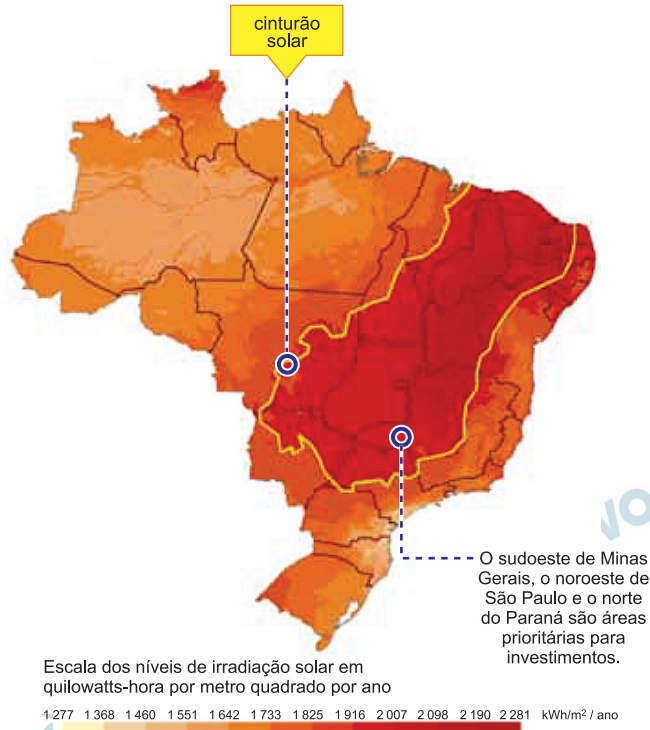 cinturão
solar
O sudoeste de Minas
Gerais, o noroeste de
São Paulo e o norte
do Paraná são áreas
prioritárias para
investimentos.
Escala dos níveis de irradiação solar em
quilowatts-hora por metro quadrado por ano
1 277 1 368 1 460 1 551 1 642 1 733 1 825 1 916 2 007 2 098 2 190 2 281 kWh/m² / ano